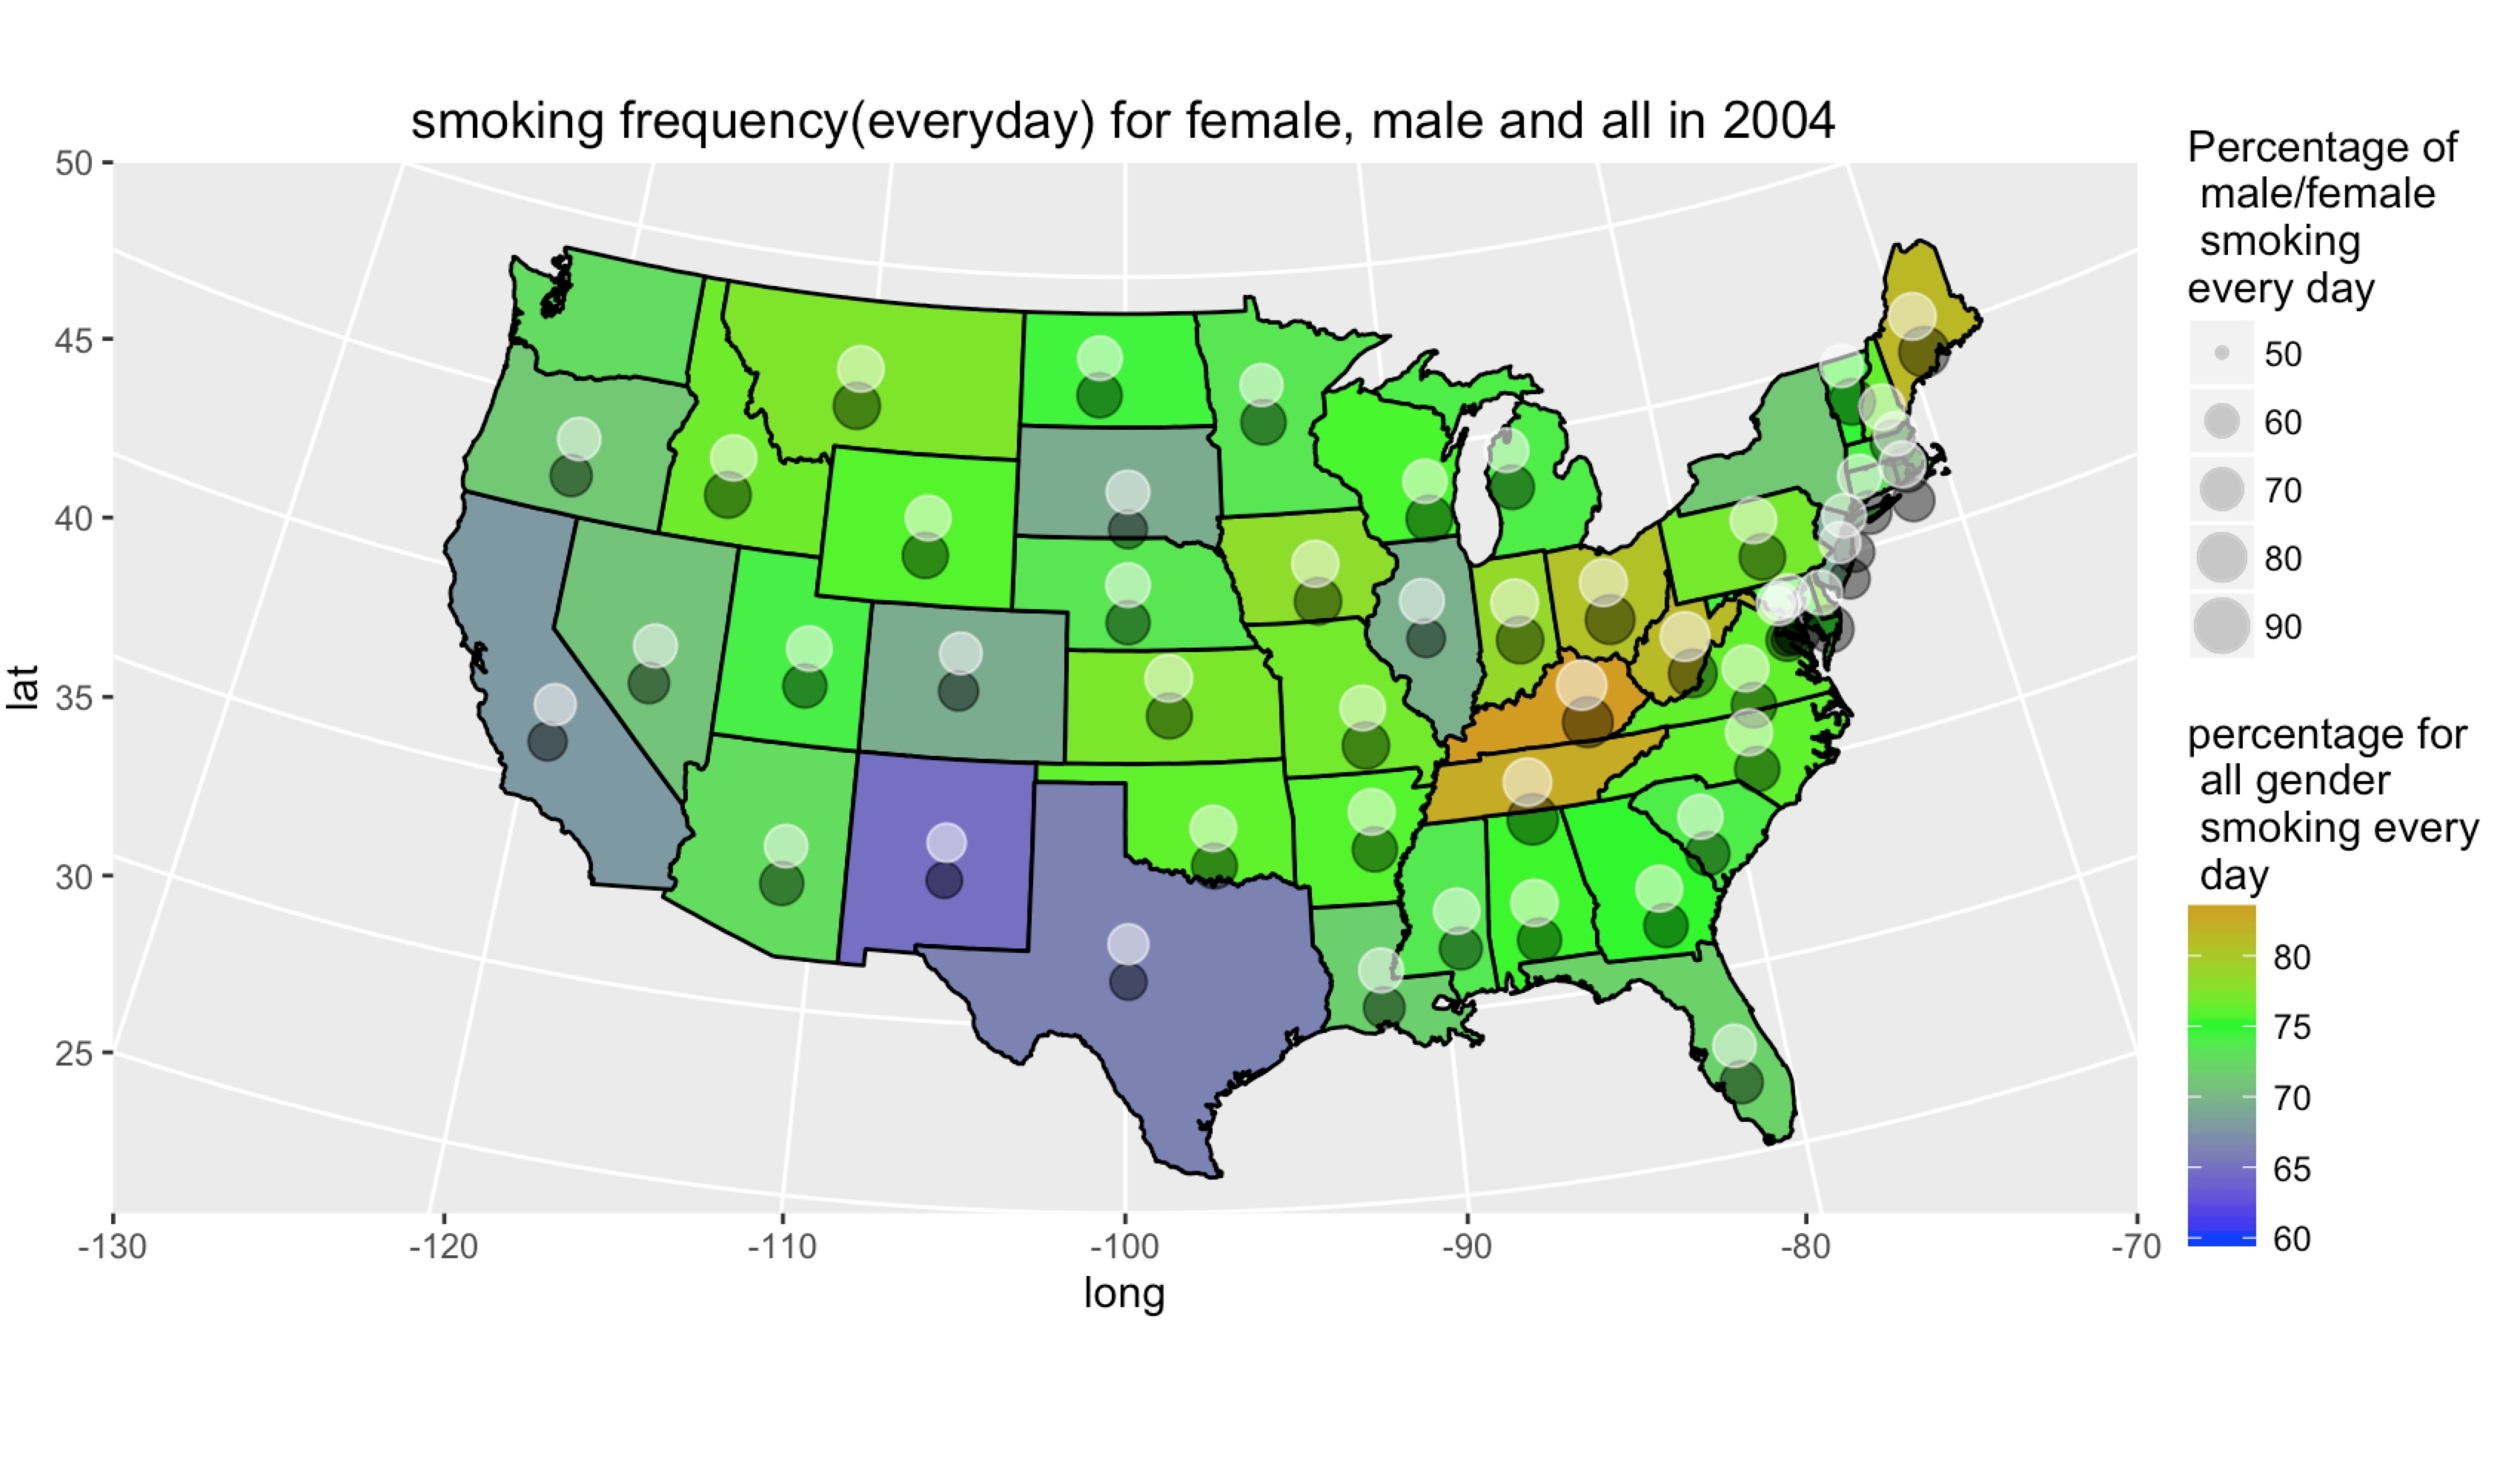 smoking frequency(everyday) for female, male and all in 2004
50
45
40
35
30
25
lat
-130
-120
-110
-100
-90
-80
-70
long
Percentage of
male/female
smoking
every day
50
60
70
80
90
percentage for
all gender
smoking every
day
80
75
70
65
60